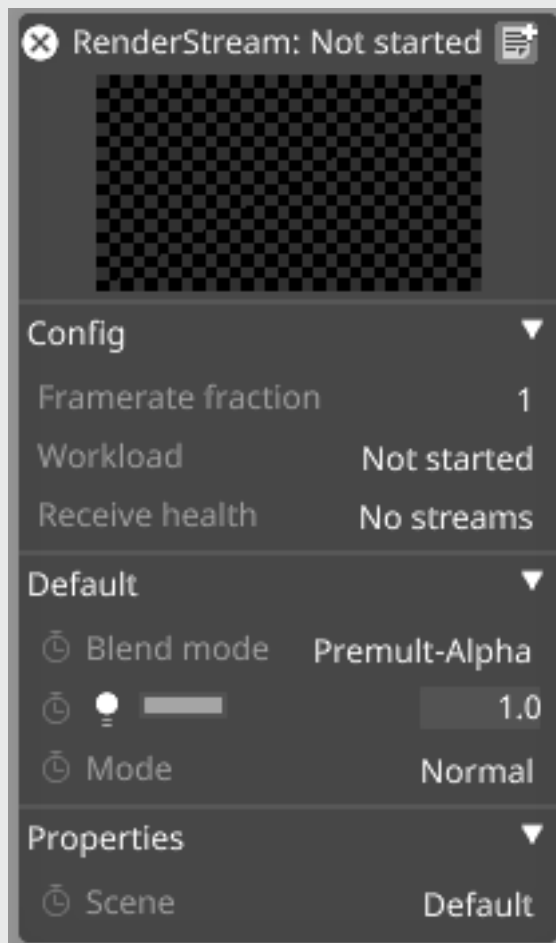 RenderStream: Not started
Config
Framerate fraction 1
Workload Not started
Receive health No streams
Default
Blend mode Premult-Alpha
1.0
Mode Normal
Properties
Scene Default